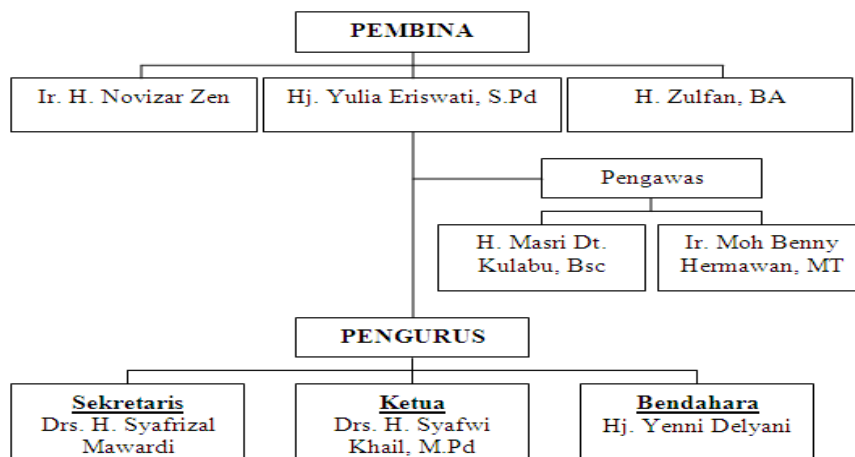 PEMBINA
Ir. H. Novizar Zen
Hj. Yulia Eriswati, S.Pd
H. Zulfan, BA
Pengawas
H. Masri Dt.
Kulabu, Bsc
Ir. Moh Benny
Hermawan, MT
PENGURUS
Sekretaris
Drs. H. Syafrizal
Mawardi
Ketua
Drs. H. Syafwi
Khail, M.Pd
Bendahara
Hj. Yenni Delyani